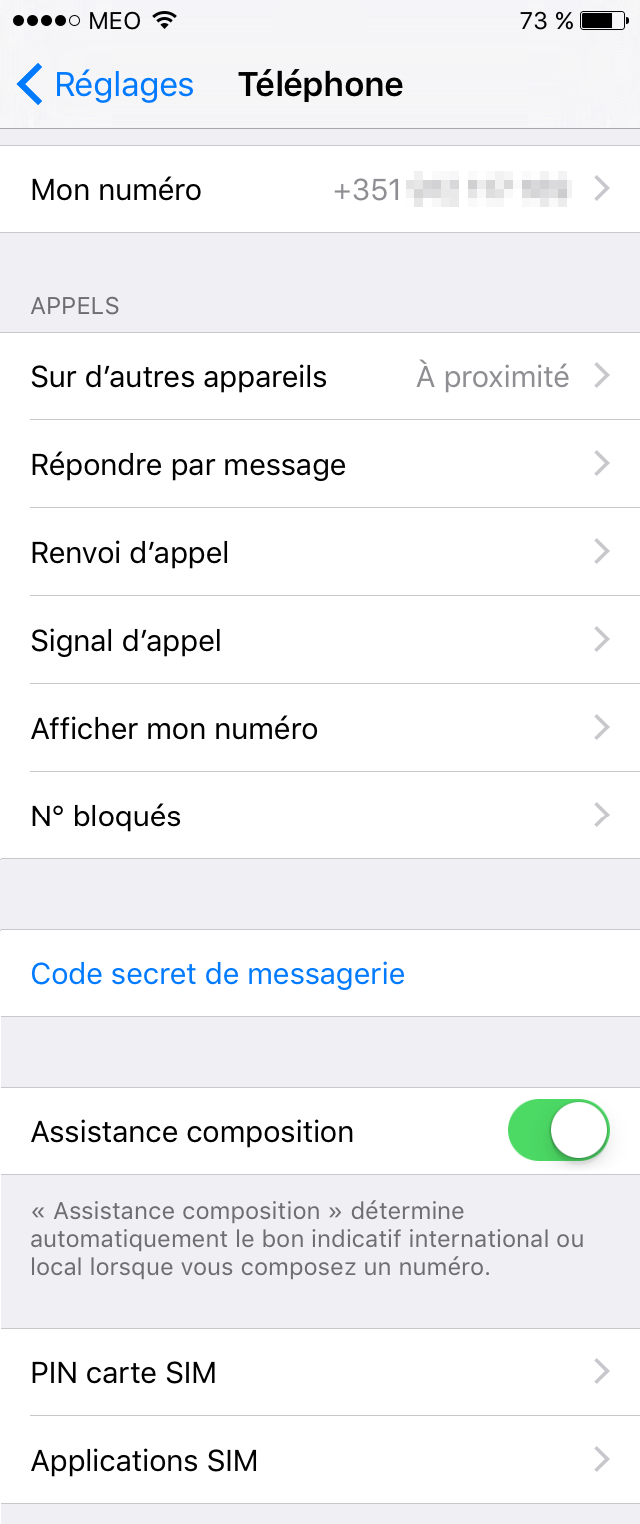 MEO 73 %
Réglages Téléphone
Mon numéro +351
APPELS
Sur d’autres appareils À proximité
Répondre par message
Renvoi d’appel
Signal d’appel
Afficher mon numéro
N° bloqués
Code secret de messagerie
Assistance composition
« Assistance composition » détermine
automatiquement le bon indicatif international ou
local lorsque vous composez un numéro.
PIN carte SIM
Applications SIM